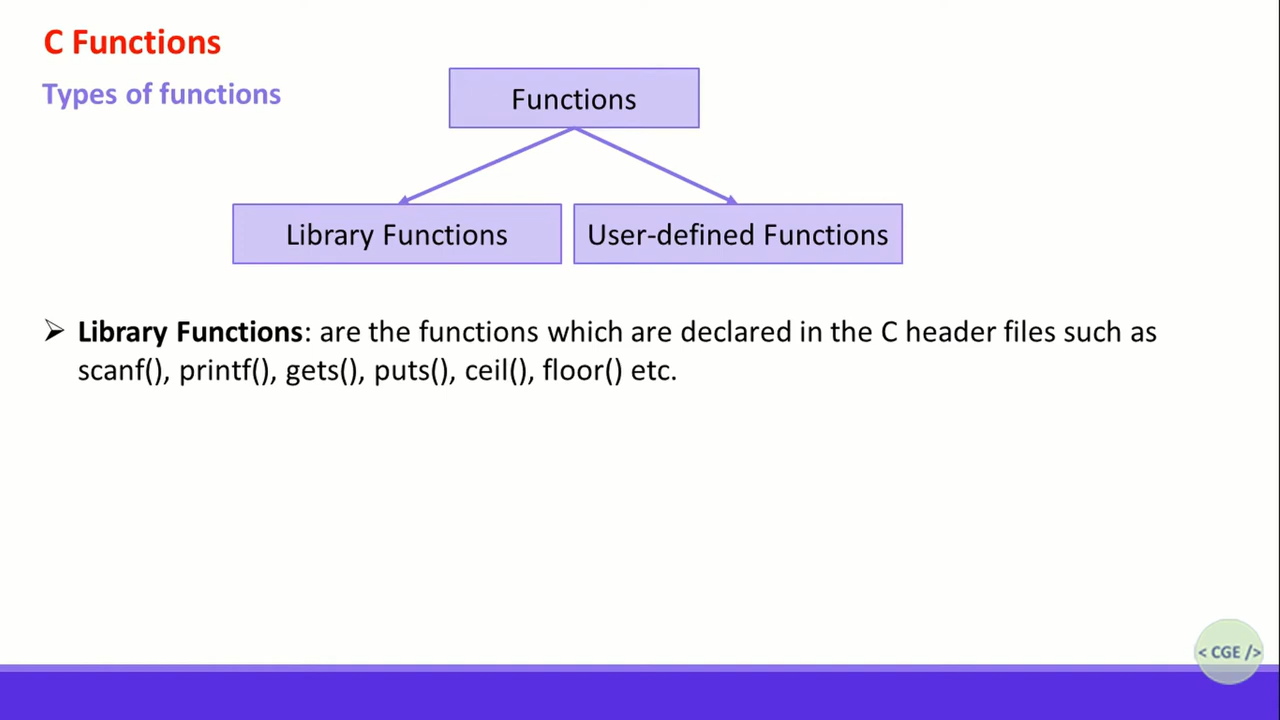 C Functions
Types of functions
Functions
Library Functions
User-defined Functions
➢ Library Functions: are the functions which are declared in the C header files such as
scanf(), printf(), gets(), puts(), ceil(), floor() etc.
< CGE />